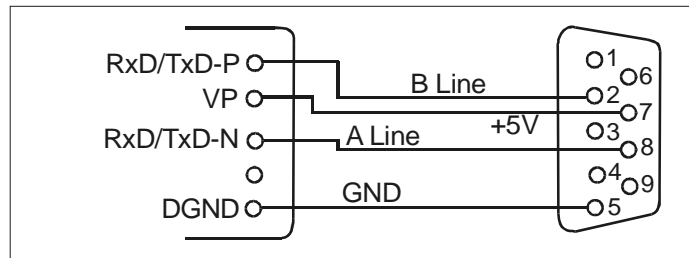 RxD/TxD-P
VP
RxD/TxD-N
DGND
B Line
+5V
A Line
GND
1
6
2
7
3
8
4
9
5